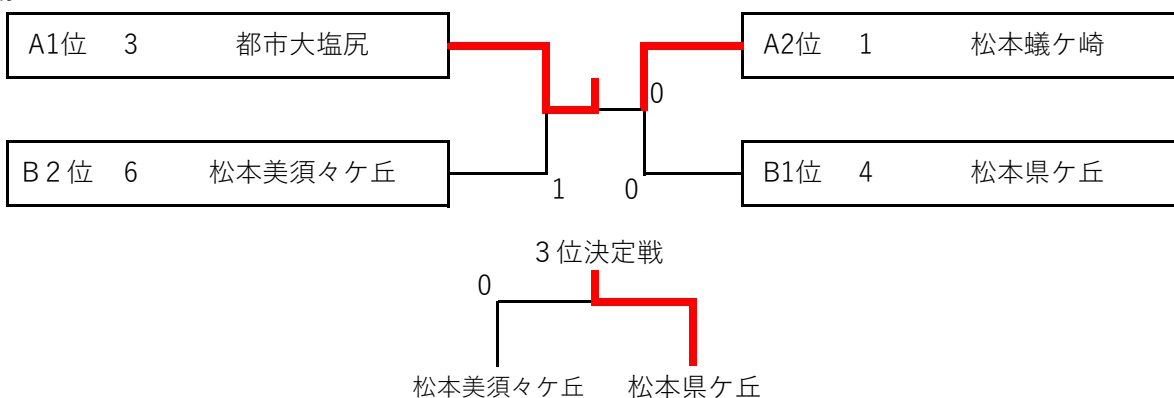 A1位 3 都市大塩尻
A2位 1 松本蟻ケ崎
0
B２位 6 松本美須々ケ丘
B1位 4 松本県ケ丘
1 0
３位決定戦
0
松本美須々ケ丘 松本県ケ丘